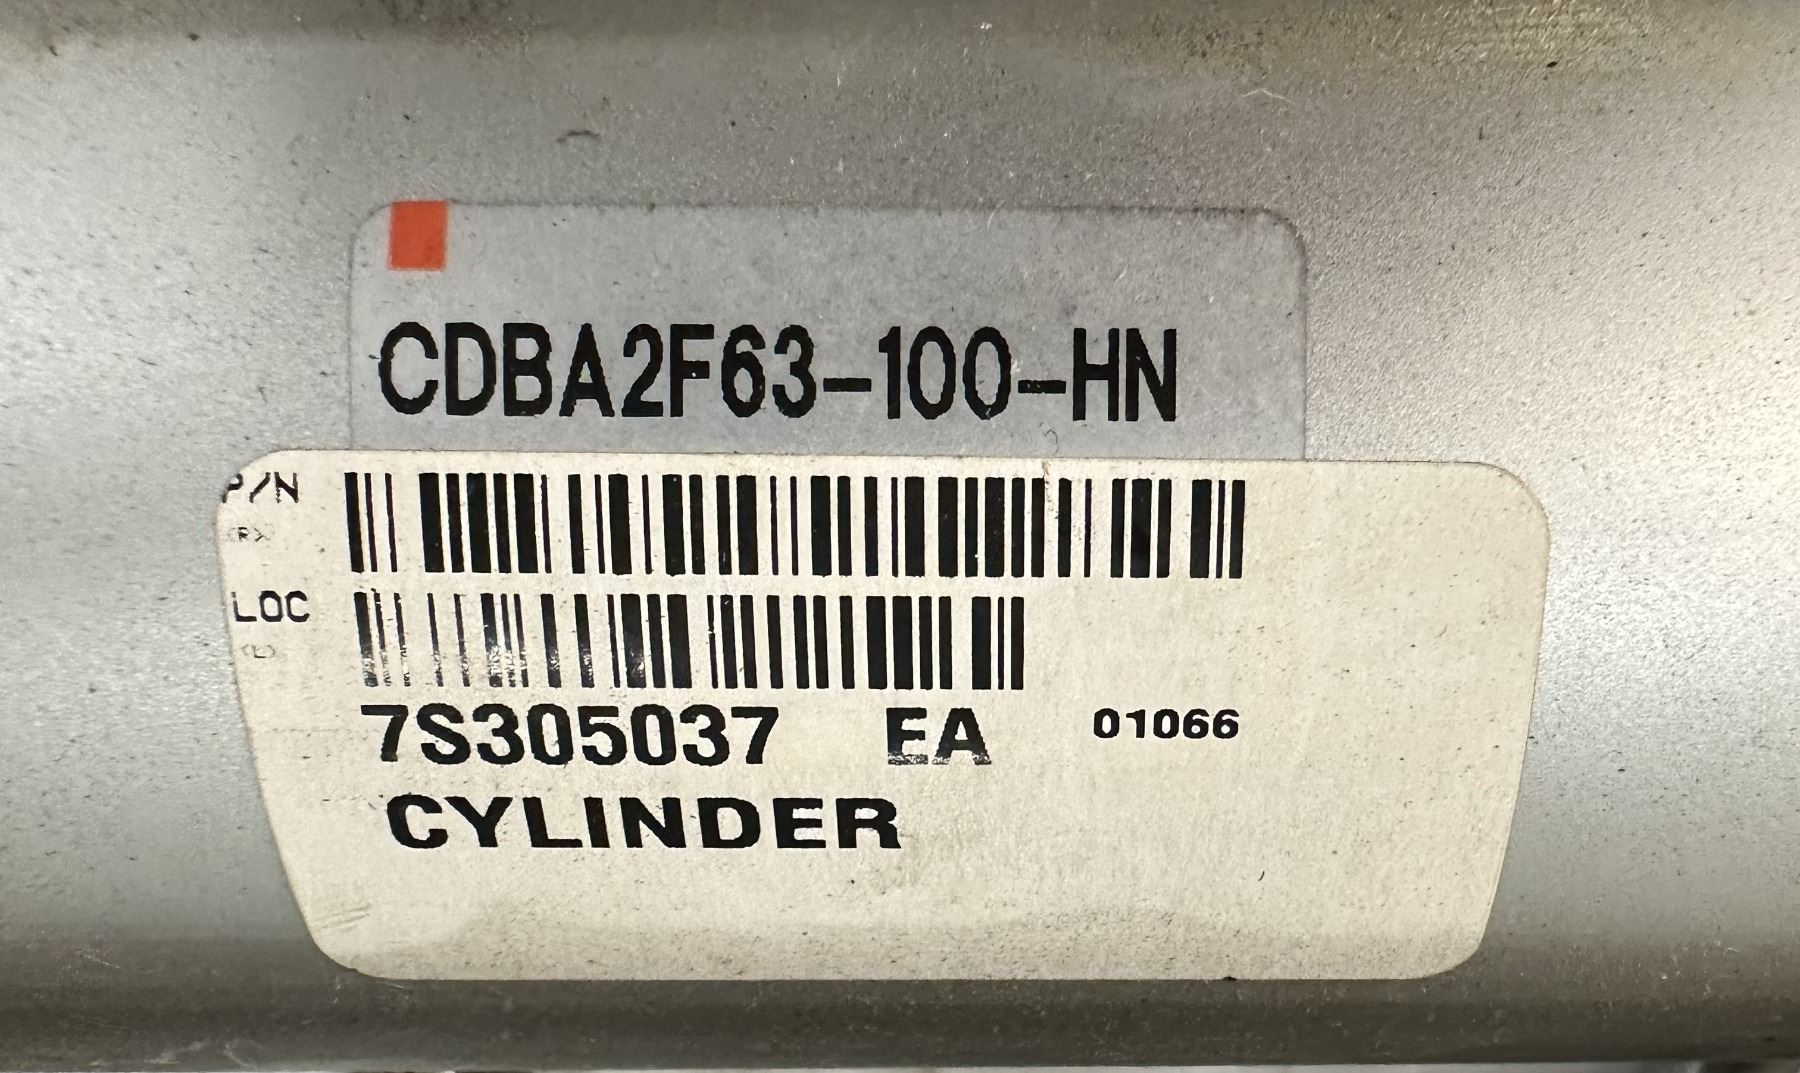 CDBA2F63-100-HN
P/N
(R)
LOC
(L)
7S305037 EA 01066
CYLINDER